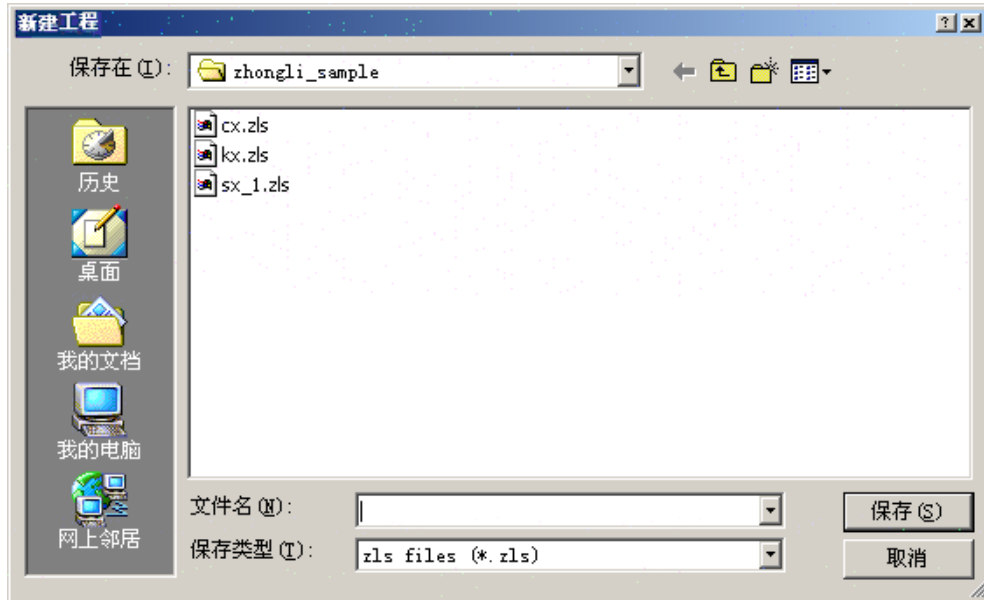 新建工程
保存在(I):
zhongli_sample
cx.zls
kx.zls
sx_1.zls
历史
桌面
我的文档
我的电脑
网上邻居
文件名(N):
保存(S)
保存类型(T):
zls files (*.zls)
取消